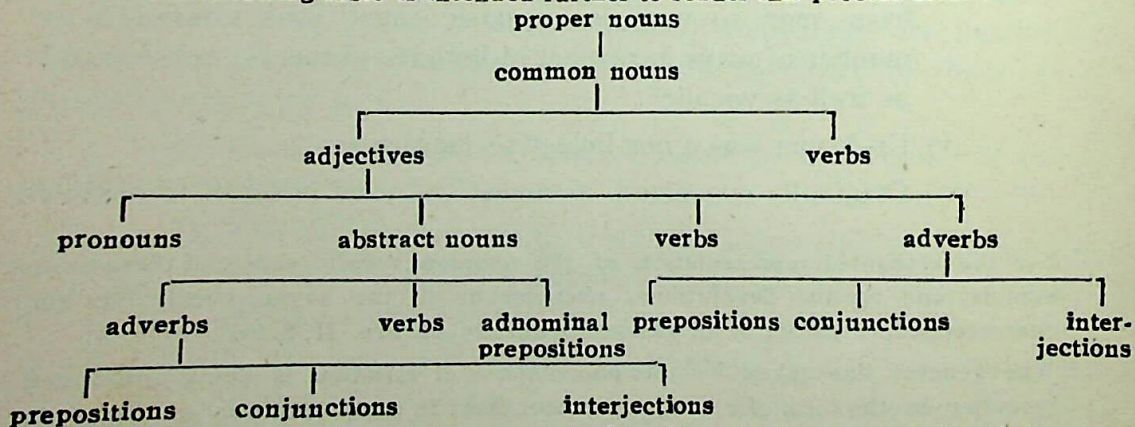 proper nouns
common nouns
adjectives verbs
pronouns abstract nouns verbs adverbs
adverbs verbs adnominal prepositions conjunctions inter-
prepositions jections
prepositions conjunctions interjections